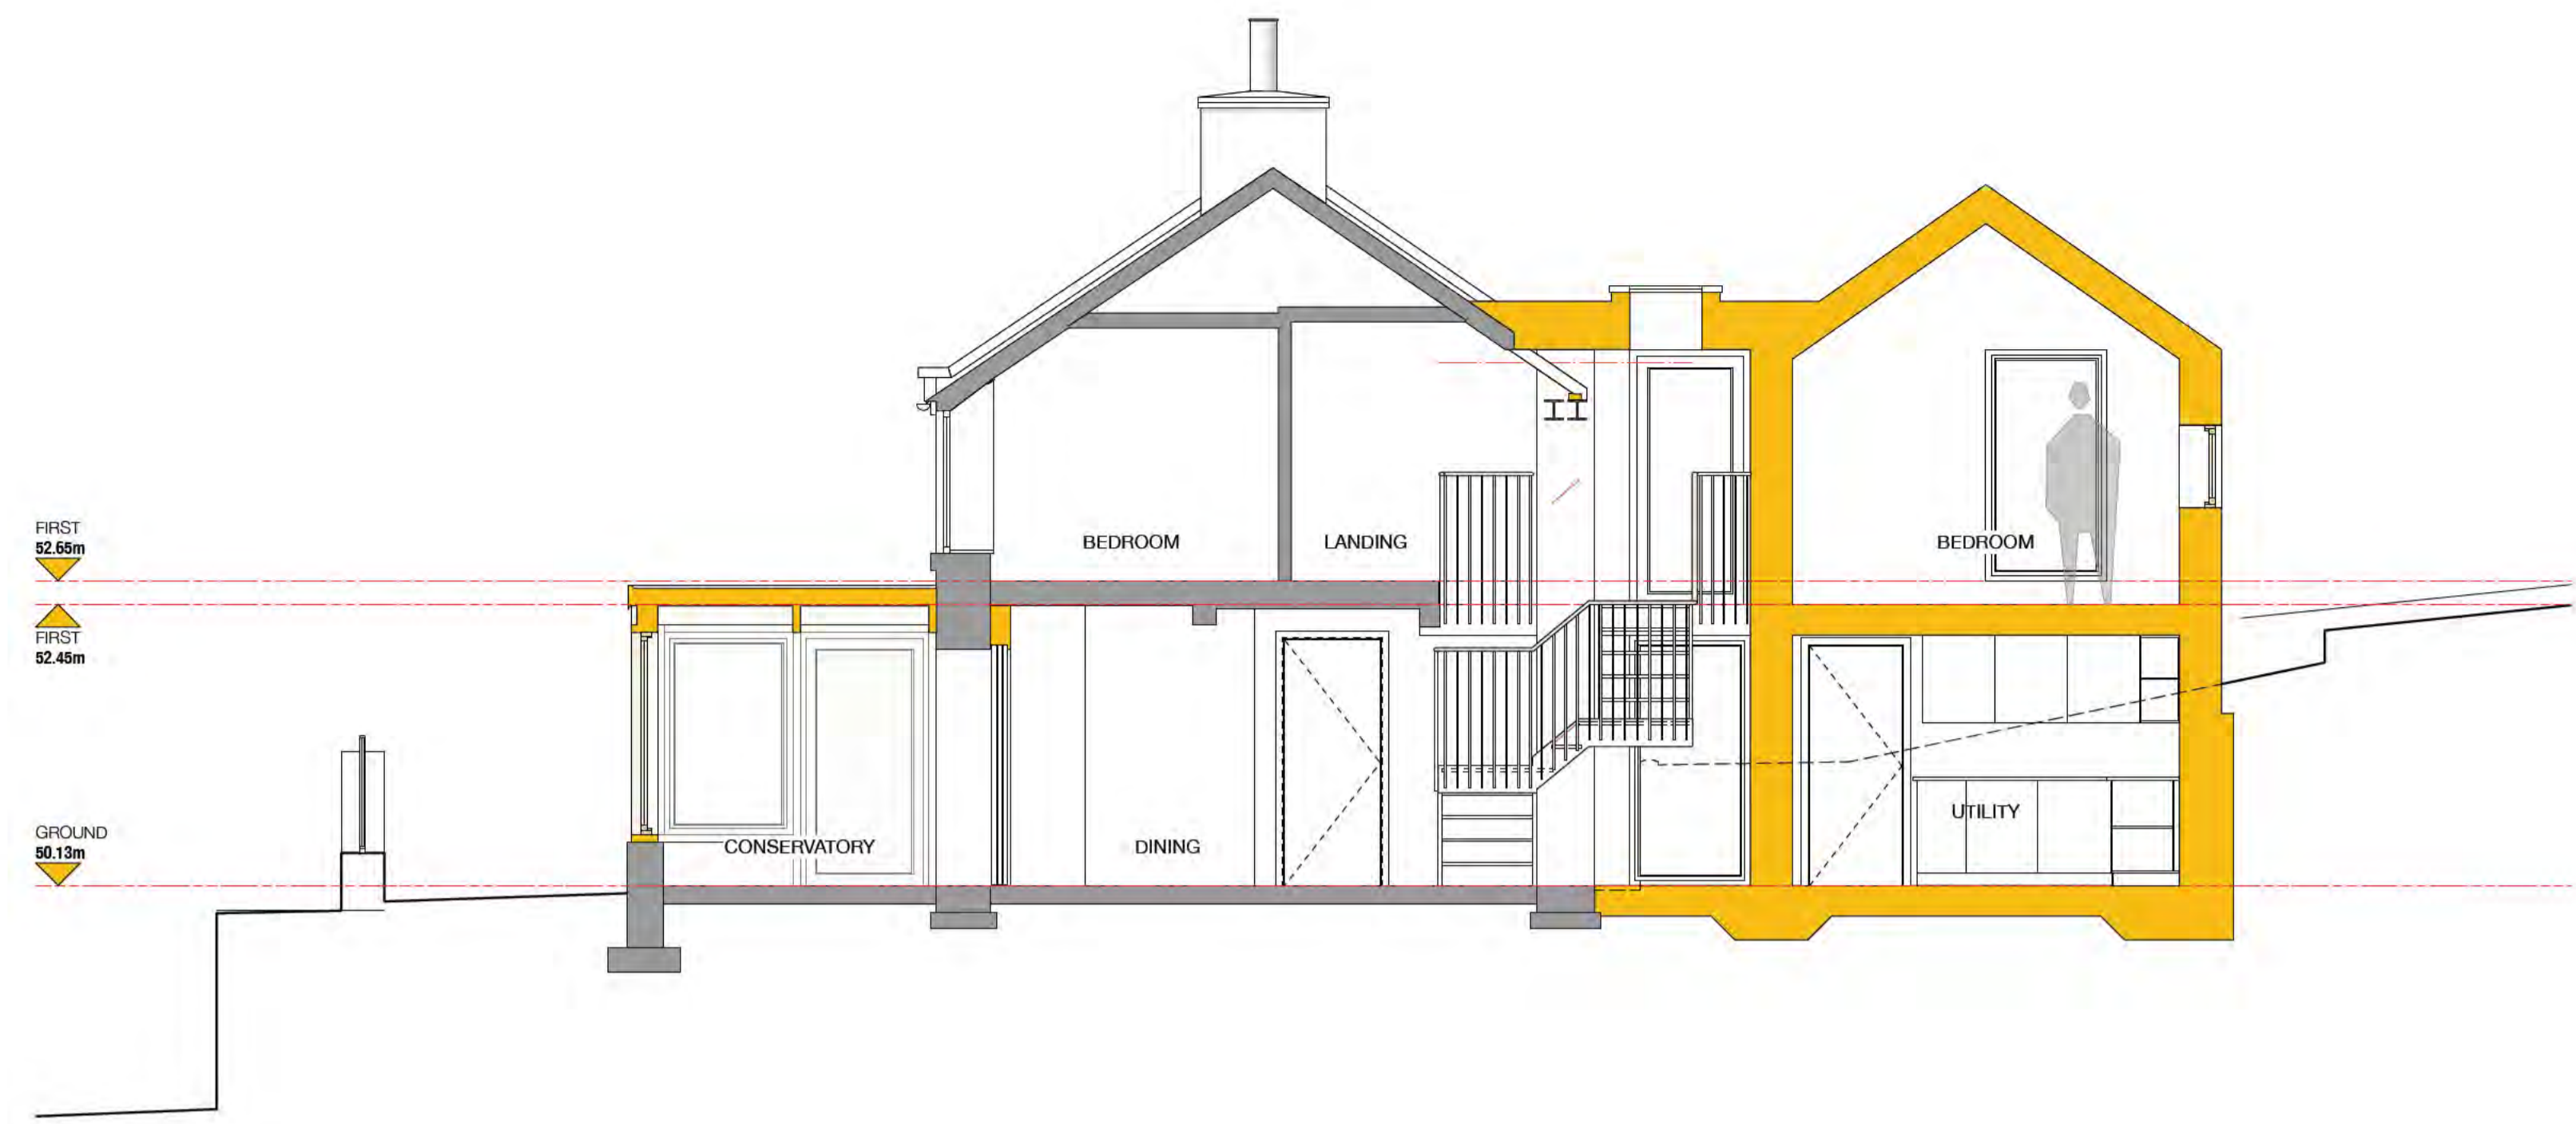 FIRST
52.65m
FIRST
52.45m
GROUND
50.13m
BEDROOM
LANDING
BEDROOM
CONSERVATORY
DINING
UTILITY